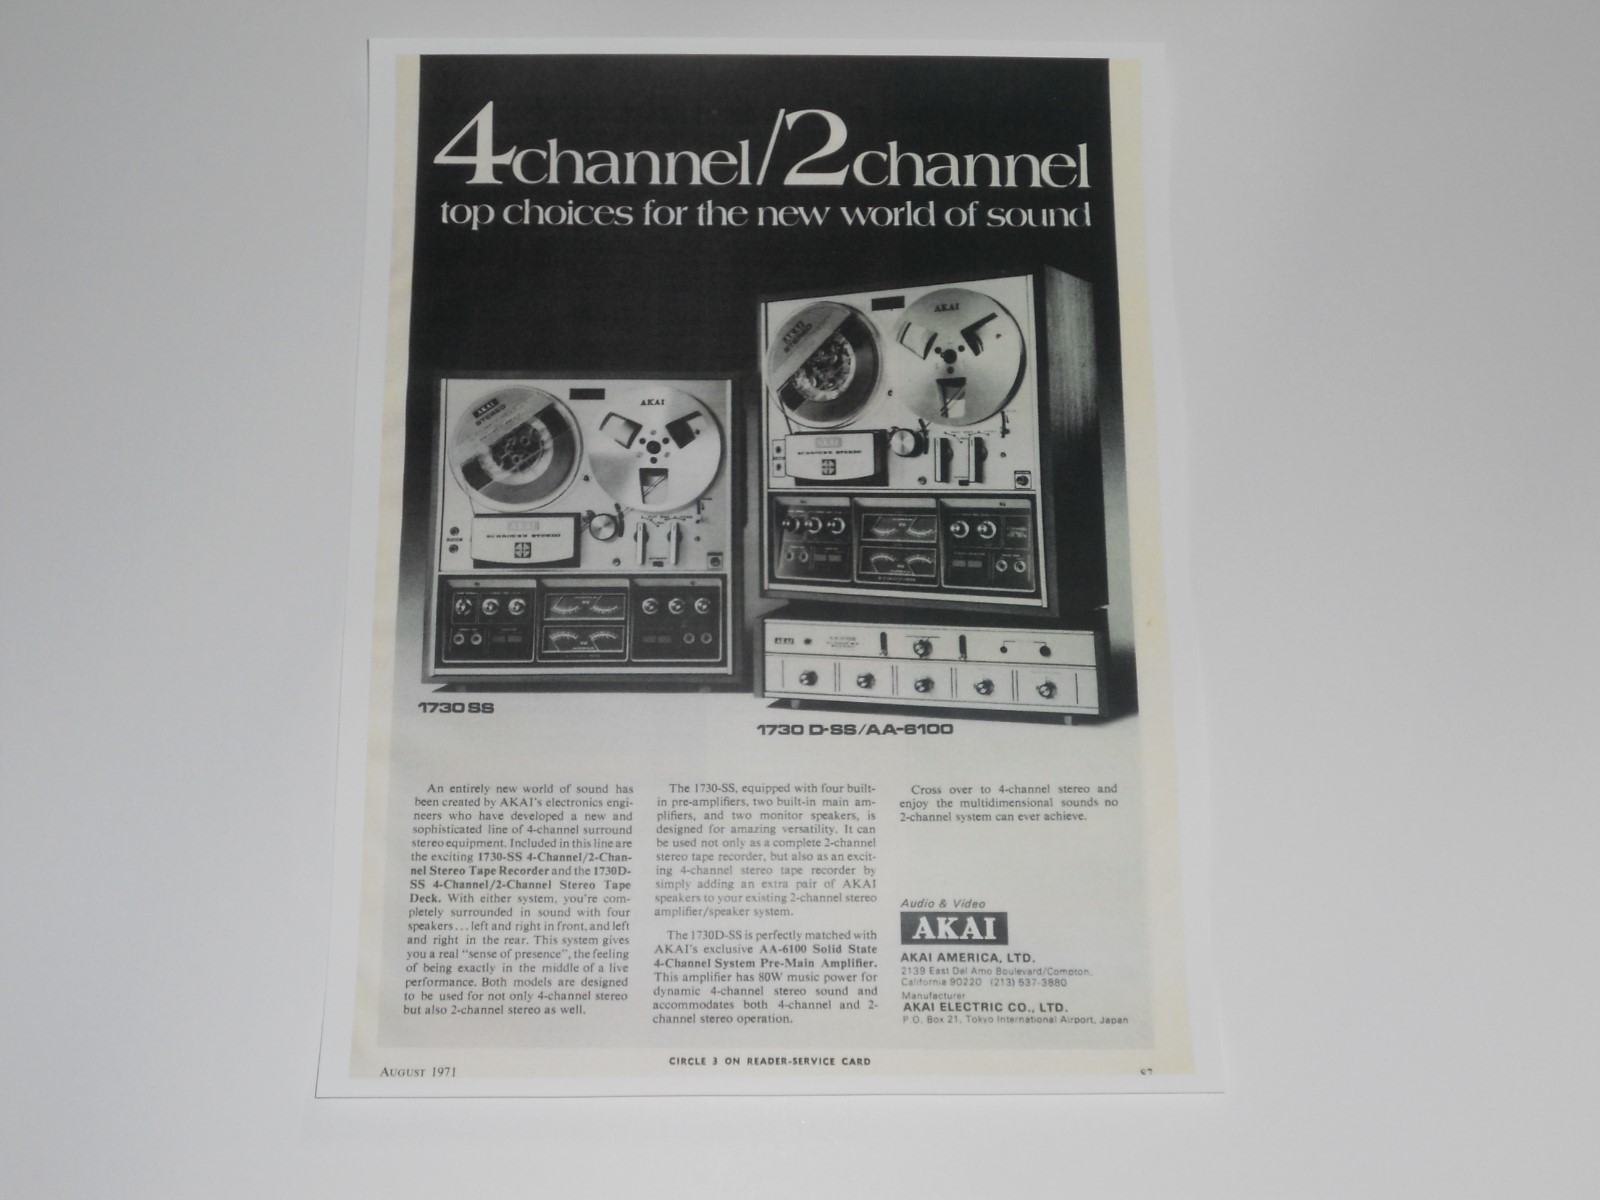 4channel/2channel
top choices for the new world of sound
AKAI
STEREO
AKAI
AKAI
AKAI
AKAI
AKAI
AKAI
1730 SS
1730 D-SS/AA-6100
An entirely new world of sound has
been created by AKAI's electronics engi-
neers who have developed a new and
sophisticated line of 4-channel surround
stereo equipment. Included in this line are
the exciting 1730-SS 4-Channel/2-Chan-
nel Stereo Tape Recorder and the 1730D-
SS 4-Channel/2-Channel Stereo Tape
Deck. With either system, you're com-
pletely surrounded in sound with four
speakers...left and right in front, and left
and right in the rear. This system gives
you a real "sense of presence", the feeling
of being exactly in the middle of a live
performance. Both models are designed
to be used for not only 4-channel stereo
but also 2-channel stereo as well.
The 1730-SS, equipped with four built-
in pre-amplifiers, two built-in main am-
plifiers, and two monitor speakers, is
designed for amazing versatility. It can
be used not only as a complete 2-channel
stereo tape recorder, but also as an excit-
ing 4-channel stereo tape recorder by
simply adding an extra pair of AKAI
speakers to your existing 2-channel stereo
amplifier/speaker system.
The 1730D-SS is perfectly matched with
AKAI's exclusive AA-6100 Solid State
4-Channel System Pre-Main Amplifier.
This amplifier has 80W music power for
dynamic 4-channel stereo sound and
accommodates both 4-channel and 2-
channel stereo operation.
Cross over to 4-channel stereo and
enjoy the multidimensional sounds no
2-channel system can ever achieve.
Audio & Video
AKAI
AKAI AMERICA, LTD.
2139 East Del Amo Boulevard/Compton,
California 90220 (213) 537-3880
Manufacturer
AKAI ELECTRIC CO., LTD.
P.O. Box 21, Tokyo International Airport, Japan
CIRCLE 3 ON READER-SERVICE CARD
AUGUST 1971